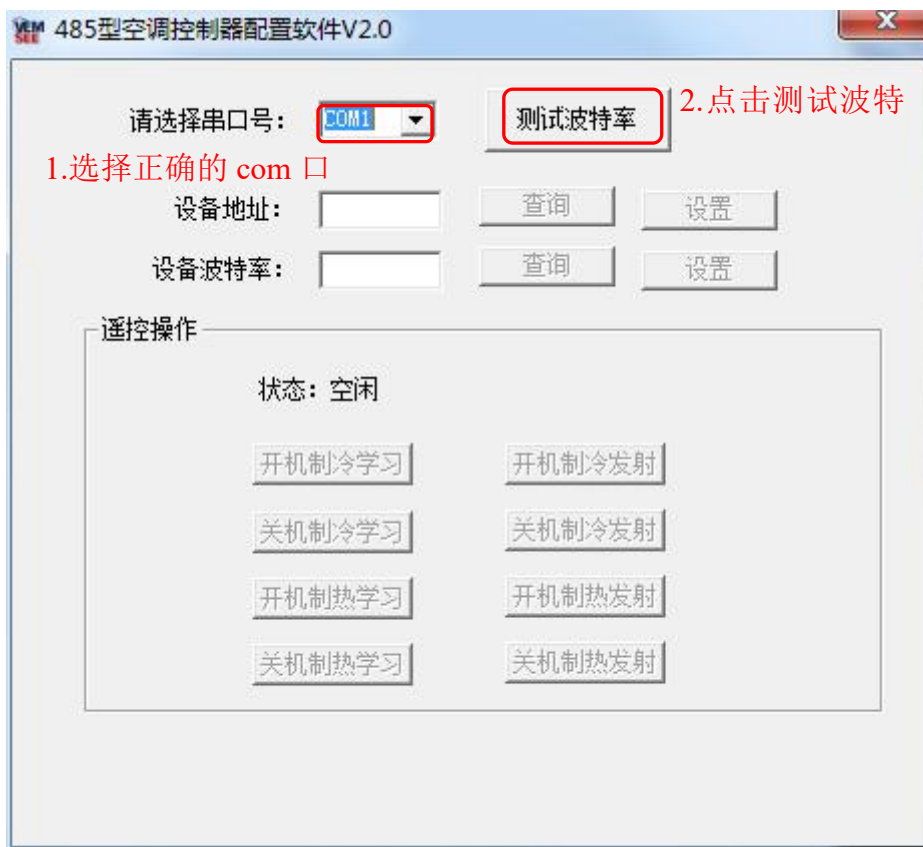 VEM SEE 485型空调控制器配置软件V2.0
请选择串口号： COM1 测试波特率 2.点击测试波特
1.选择正确的 com 口
设备地址： 查询 设置
设备波特率： 查询 设置
遥控操作
状态：空闲
开机制冷学习 开机制冷发射
关机制冷学习 关机制冷发射
开机制热学习 开机制热发射
关机制热学习 关机制热发射